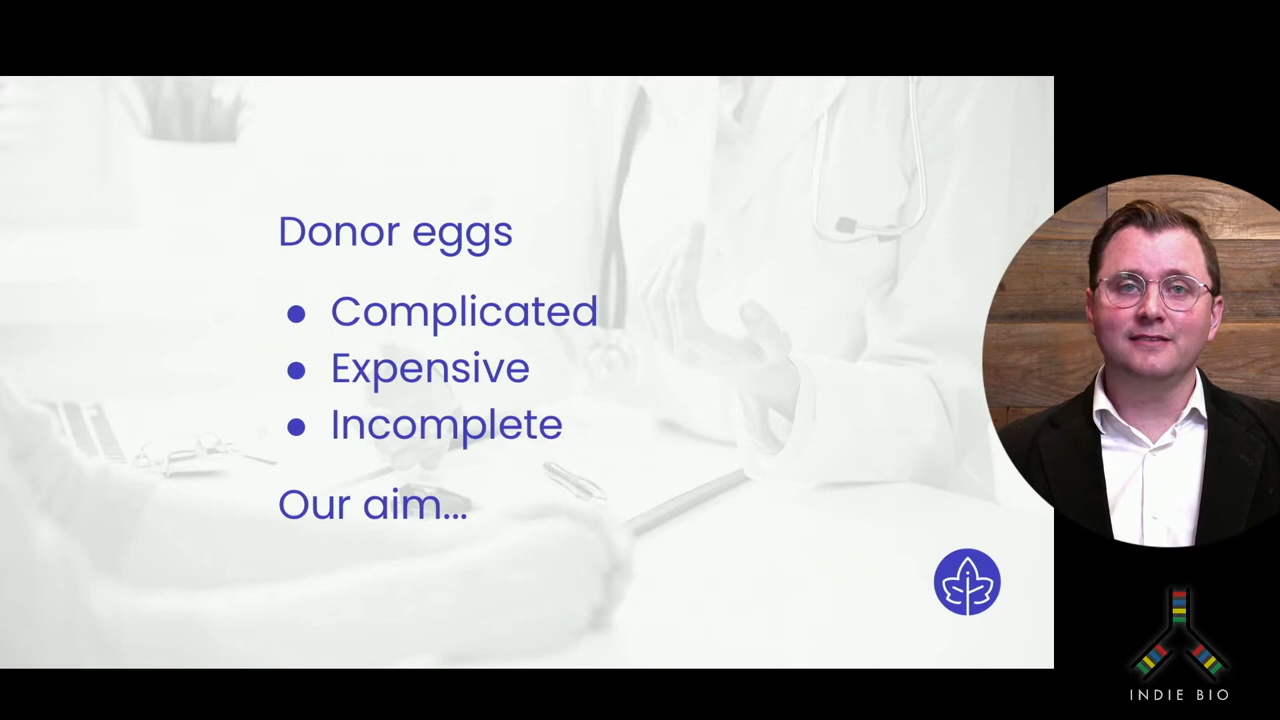 Donor eggs
● Complicated
● Expensive
● Incomplete
Our aim...
INDIE BIO